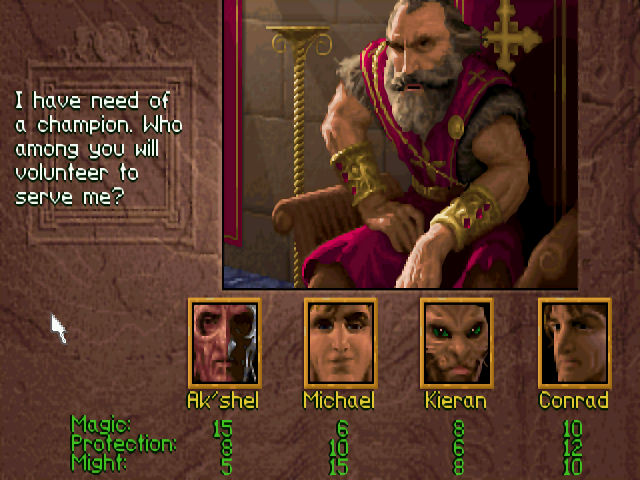 I have need of
a champion. Who
among you will
volunteer to
serve me?
Ak'shel Michael Kieran Conrad
Magic: 15 6 8 10
Protection: 8 10 6 12
Might: 5 15 8 10